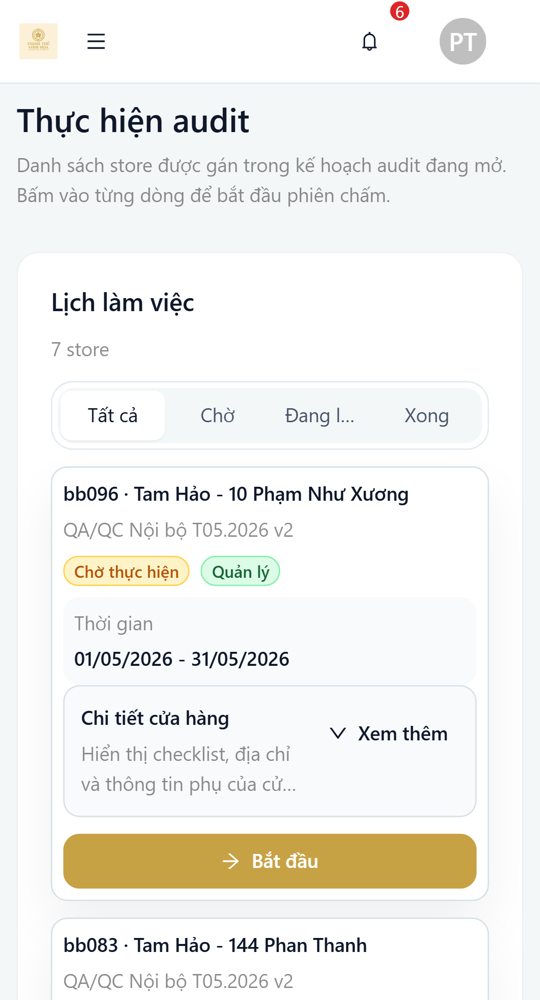 THỊNH THẾ
VINH HOA
6
PT
Thực hiện audit
Danh sách store được gán trong kế hoạch audit đang mở.
Bấm vào từng dòng để bắt đầu phiên chấm.
Lịch làm việc
7 store
Tất cả
Chờ
Đang l...
Xong
bb096 · Tam Hảo - 10 Phạm Như Xương
QA/QC Nội bộ T05.2026 v2
Chờ thực hiện
Quản lý
Thời gian
01/05/2026 - 31/05/2026
Chi tiết cửa hàng
Hiển thị checklist, địa chỉ
và thông tin phụ của cử...
Xem thêm
Bắt đầu
bb083 · Tam Hảo - 144 Phan Thanh
QA/QC Nội bộ T05.2026 v2